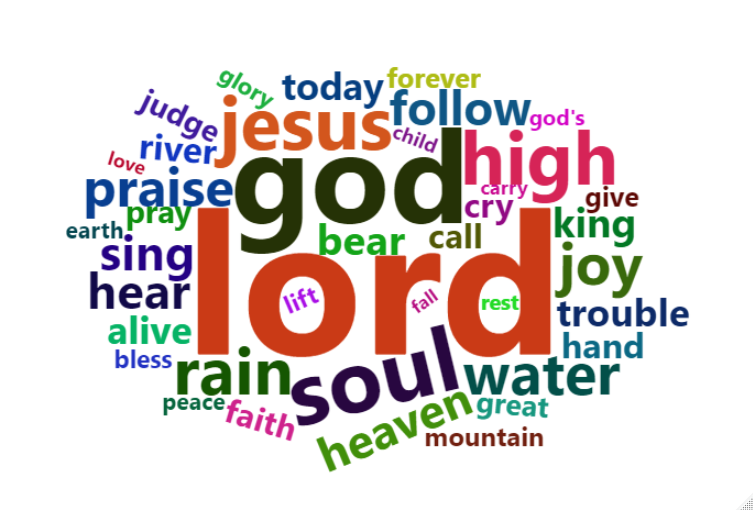 today
forever
glory
judge
jesus
follow
god's
child
river
love
god
high
praise
carry
give
pray
cry
earth
bear
call
king
sing
lord
joy
hear
lift
fall
rest
trouble
alive
hand
bless
rain
soul
water
peace
faith
heaven
great
mountain